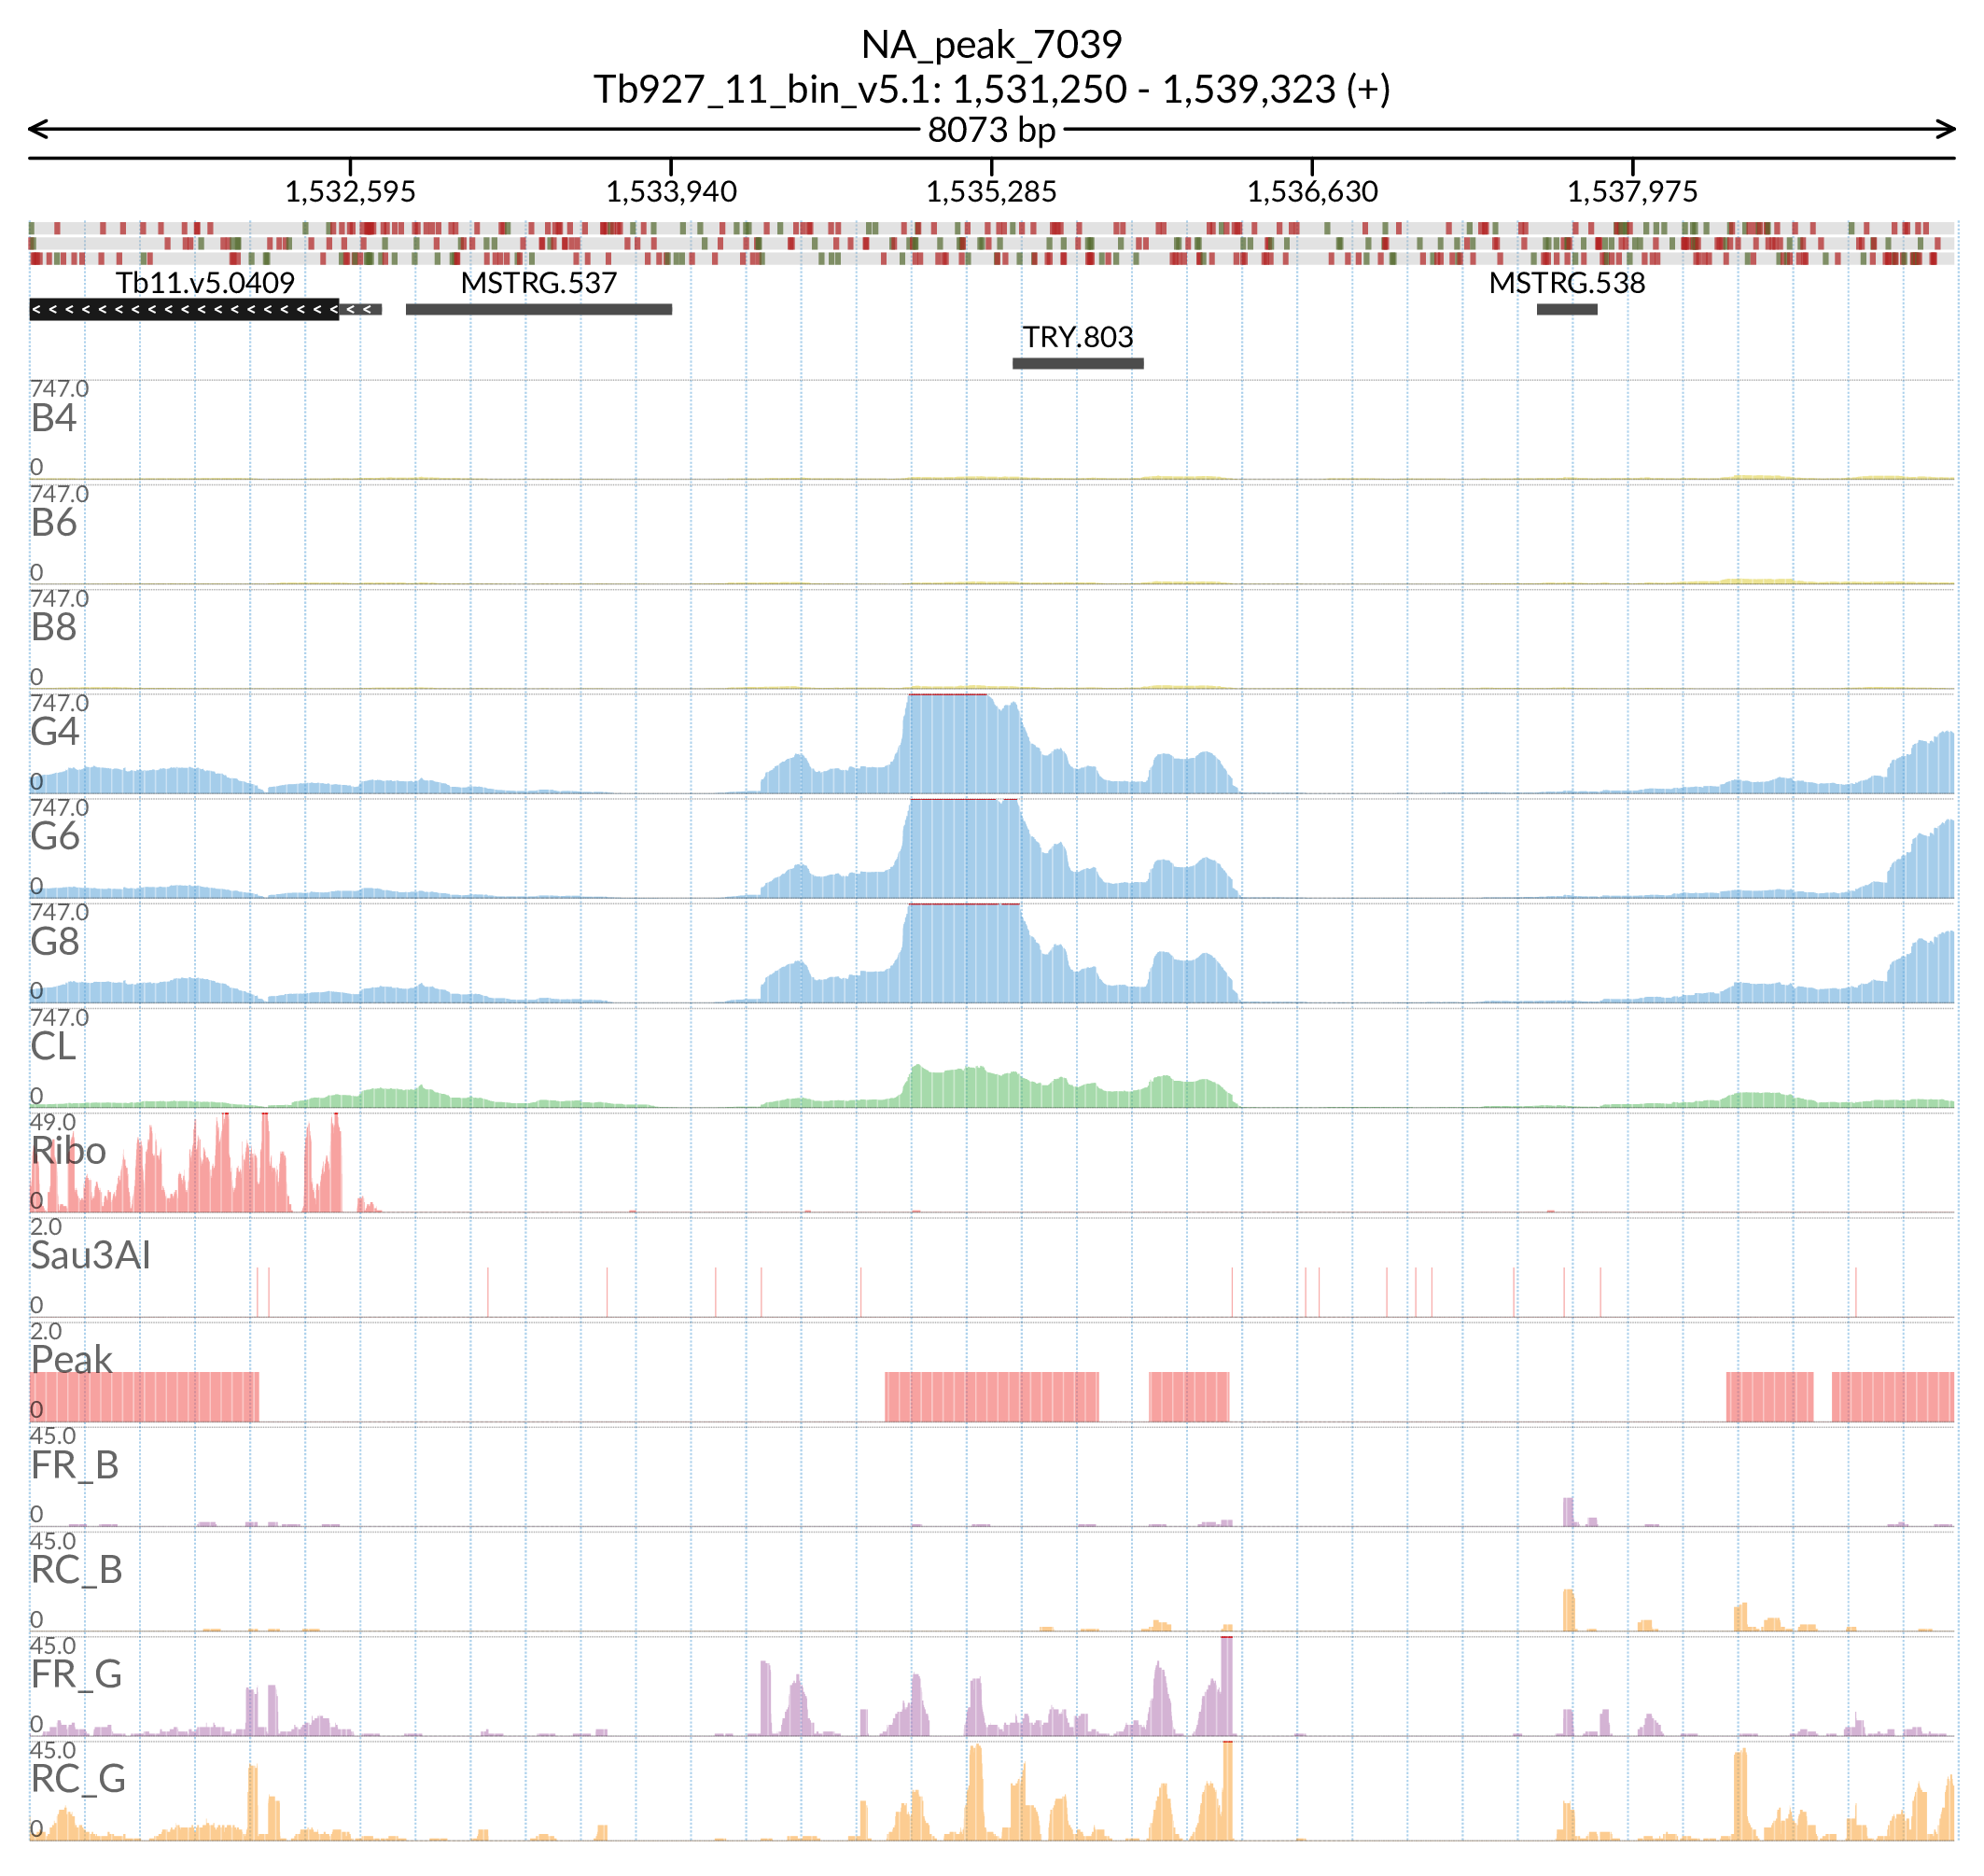 NA_peak_7039
Tb927_11_bin_v5.1: 1,531,250 - 1,539,323 (+)
8073 bp
1,532,595 1,533,940 1,535,285 1,536,630 1,537,975
Tb11.v5.0409 MSTRG.537 MSTRG.538
TRY.803
747.0
B4
0
747.0
B6
0
747.0
B8
0
747.0
G4
0
747.0
G6
0
747.0
G8
0
747.0
CL
0
49.0
Ribo
0
2.0
Sau3AI
0
2.0
Peak
0
45.0
FR_B
0
45.0
RC_B
0
45.0
FR_G
0
45.0
RC_G
0